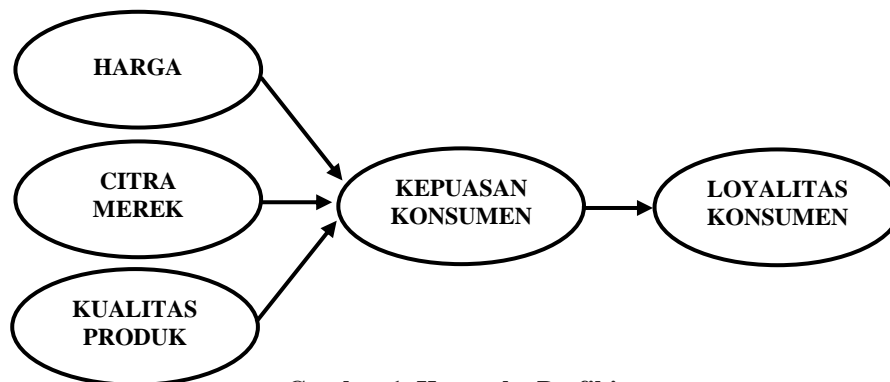 HARGA
CITRA
MEREK
KUALITAS
PRODUK
KEPUASAN
KONSUMEN
LOYALITAS
KONSUMEN